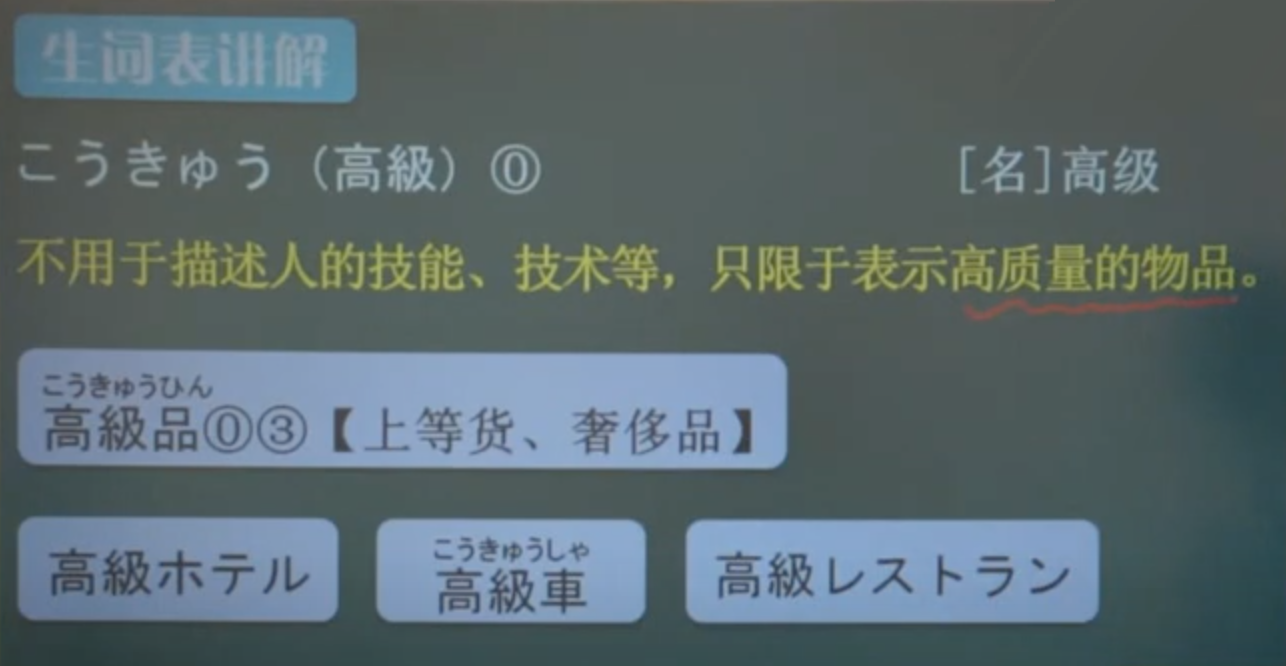 生词表讲解
こうきゅう（高級）⓪ [名]高级
不用于描述人的技能、技术等，只限于表示高质量的物品。
こうきゅうひん
高級品⓪③【上等货、奢侈品】
高級ホテル
こうきゅうしゃ
高級車
高級レストラン